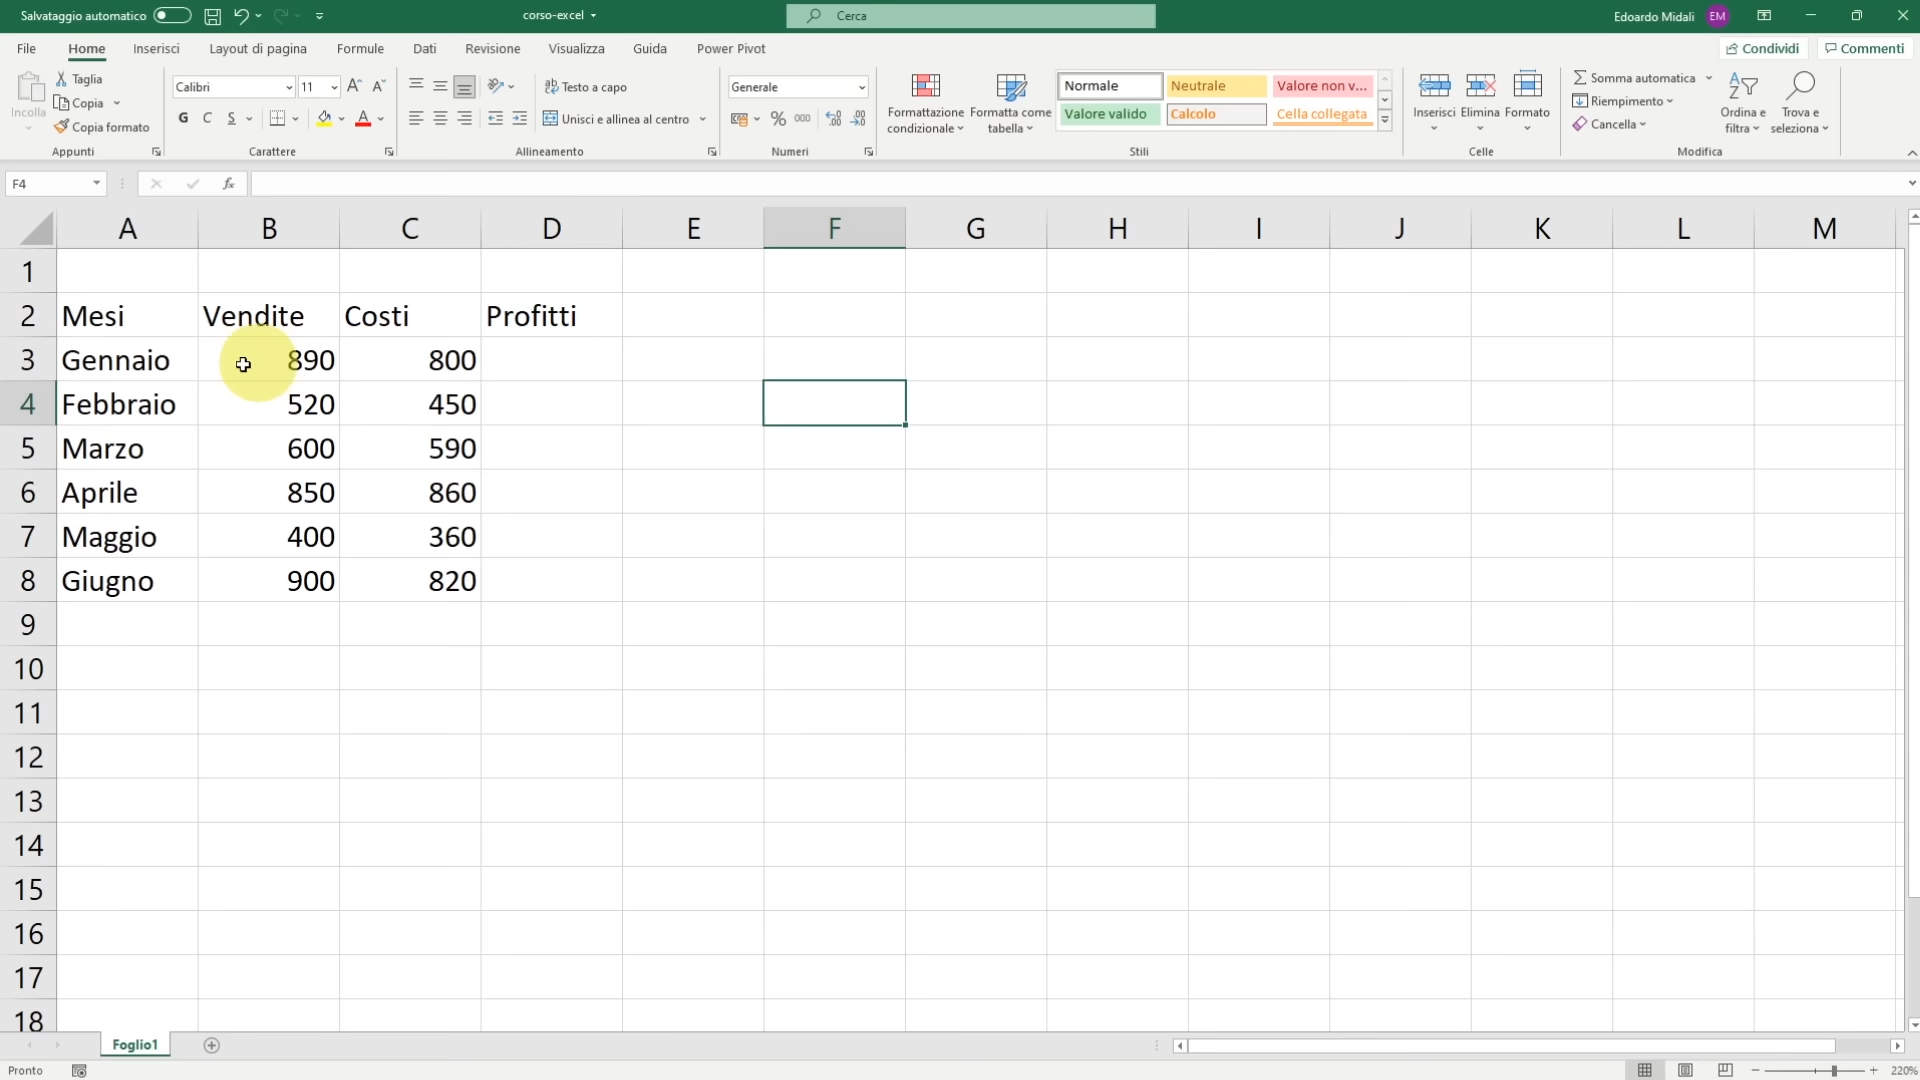 Salvataggio automatico corso-excel Cerca Edoardo Midali EM
File Home Inserisci Layout di pagina Formule Dati Revisione Visualizza Guida Power Pivot Condividi Commenti
Incolla
Taglia
Copia
Copia formato
Appunti
Calibri 11
G C S
Carattere
Testo a capo
Unisci e allinea al centro
Allineamento
Generale
% 000
Numeri
Formattazione condizionale
Formatta come tabella
Normale Neutrale Valore non v...
Valore valido Calcolo Cella collegata
Stili
Inserisci Elimina Formato
Celle
Somma automatica
Riempimento
Cancella
Ordina e filtra
Trova e seleziona
Modifica
F4 fx
A B C D E F G H I J K L M
1
2 Mesi Vendite Costi Profitti
3 Gennaio 890 800
4 Febbraio 520 450
5 Marzo 600 590
6 Aprile 850 860
7 Maggio 400 360
8 Giugno 900 820
9
10
11
12
13
14
15
16
17
18
Foglio1
Pronto 220%